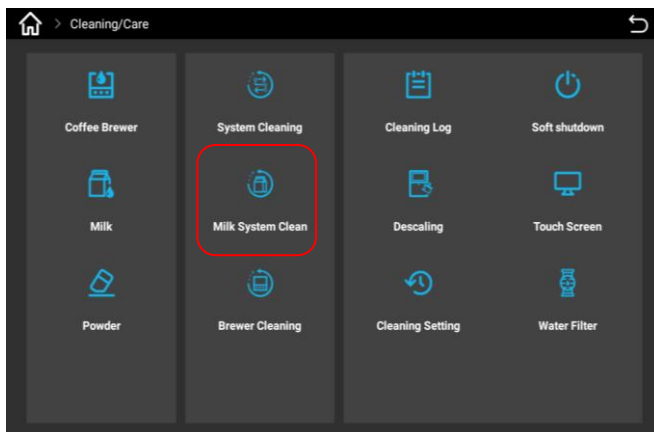 > Cleaning/Care
Coffee Brewer
System Cleaning
Cleaning Log
Soft shutdown
Milk
Milk System Clean
Descaling
Touch Screen
Powder
Brewer Cleaning
Cleaning Setting
Water Filter